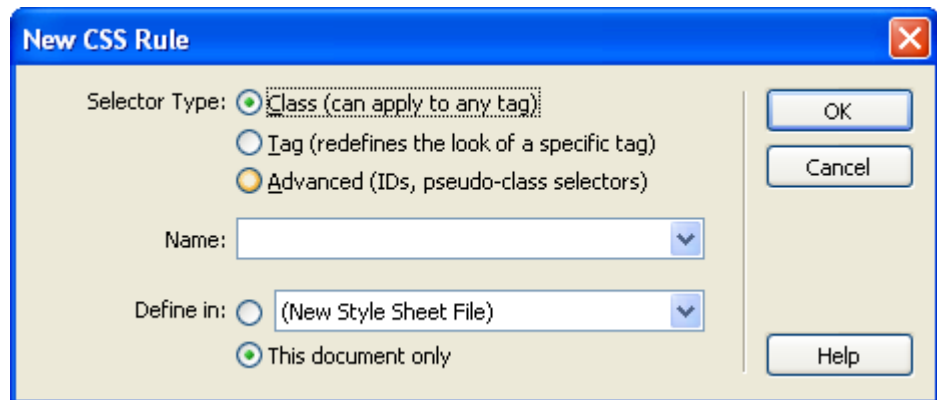 New CSS Rule
Selector Type: Class (can apply to any tag)
OK
Tag (redefines the look of a specific tag)
Cancel
Advanced (IDs, pseudo-class selectors)
Name:
Define in: (New Style Sheet File)
This document only
Help